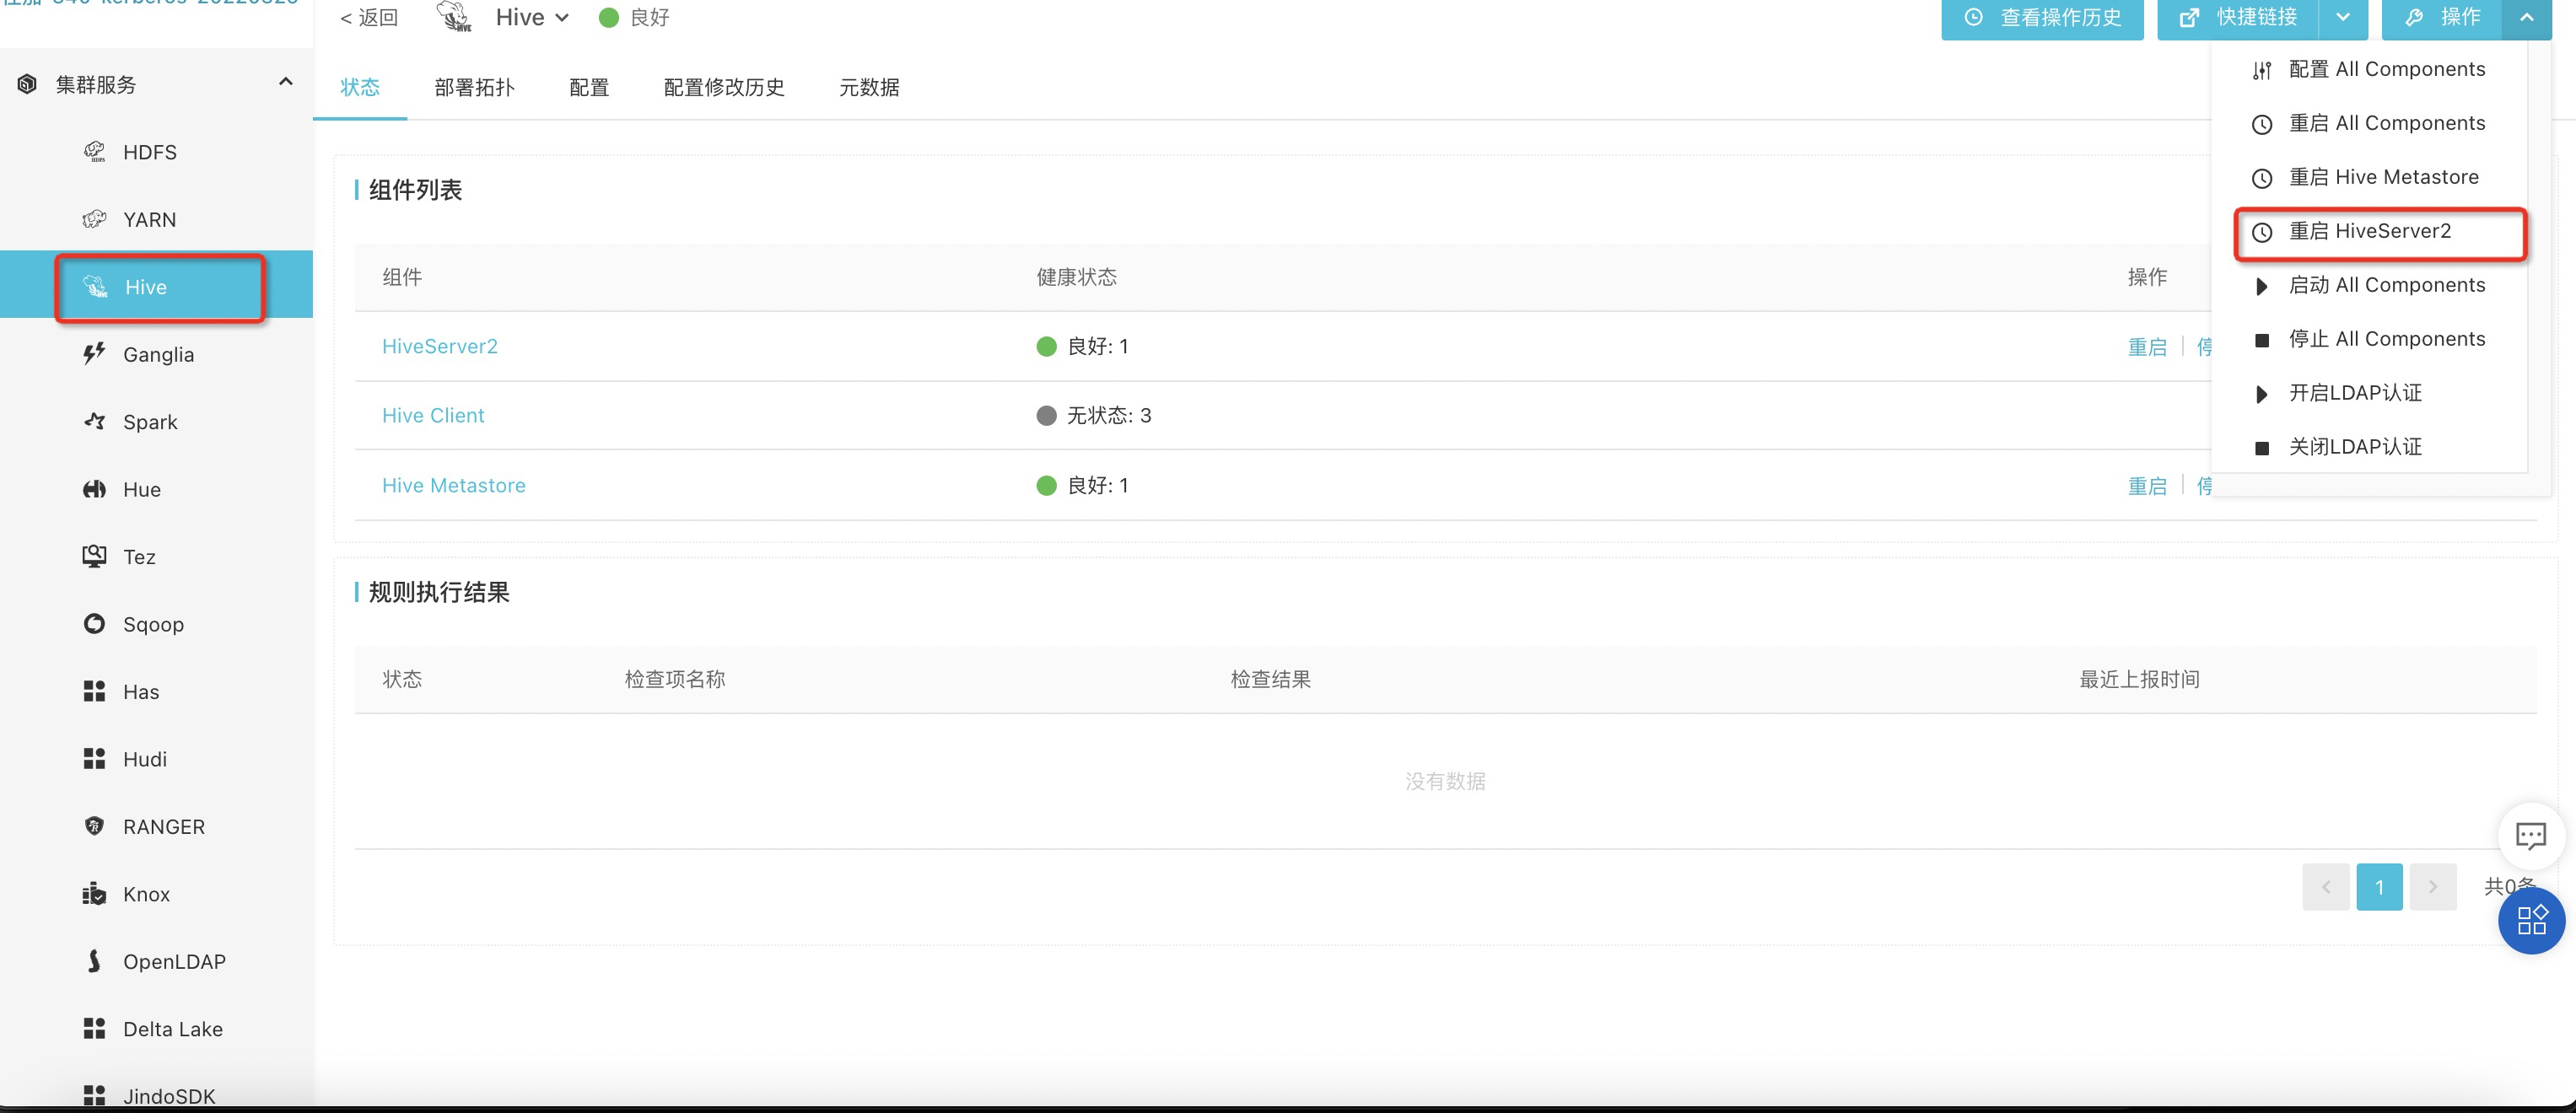 < 返回 Hive 良好 查看操作历史 快捷链接 操作
集群服务
状态 部署拓扑 配置 配置修改历史 元数据
HDFS
YARN
Hive
Ganglia
Spark
Hue
Tez
Sqoop
Has
Hudi
RANGER
Knox
OpenLDAP
Delta Lake
JindoSDK
组件列表
组件 健康状态 操作
HiveServer2 良好: 1 重启
Hive Client 无状态: 3
Hive Metastore 良好: 1 重启
配置 All Components
重启 All Components
重启 Hive Metastore
重启 HiveServer2
启动 All Components
停止 All Components
开启LDAP认证
关闭LDAP认证
规则执行结果
状态 检查项名称 检查结果 最近上报时间
没有数据
< 1 > 共0条